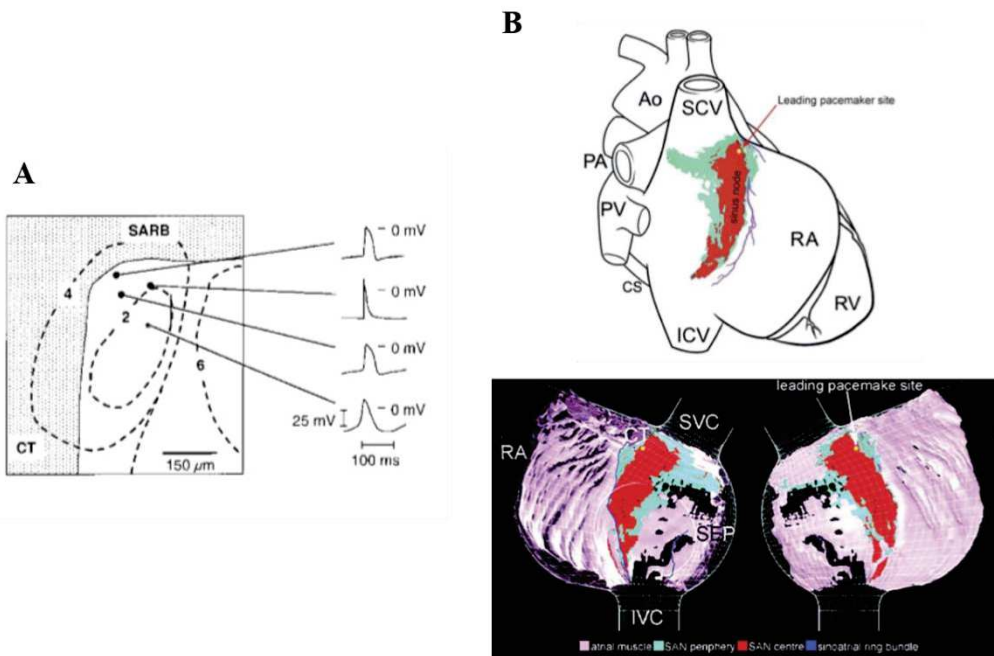 A
SARB
4
2
6
CT
150 µm
0 mV
0 mV
0 mV
25 mV
0 mV
100 ms
B
Ao
SCV
Leading pacemaker site
PA
sinus node
PV
RA
CS
RV
ICV
leading pacemake site
CT
SVC
RA
SEP
IVC
atrial muscle SAN periphery SAN centre sinoatrial ring bundle